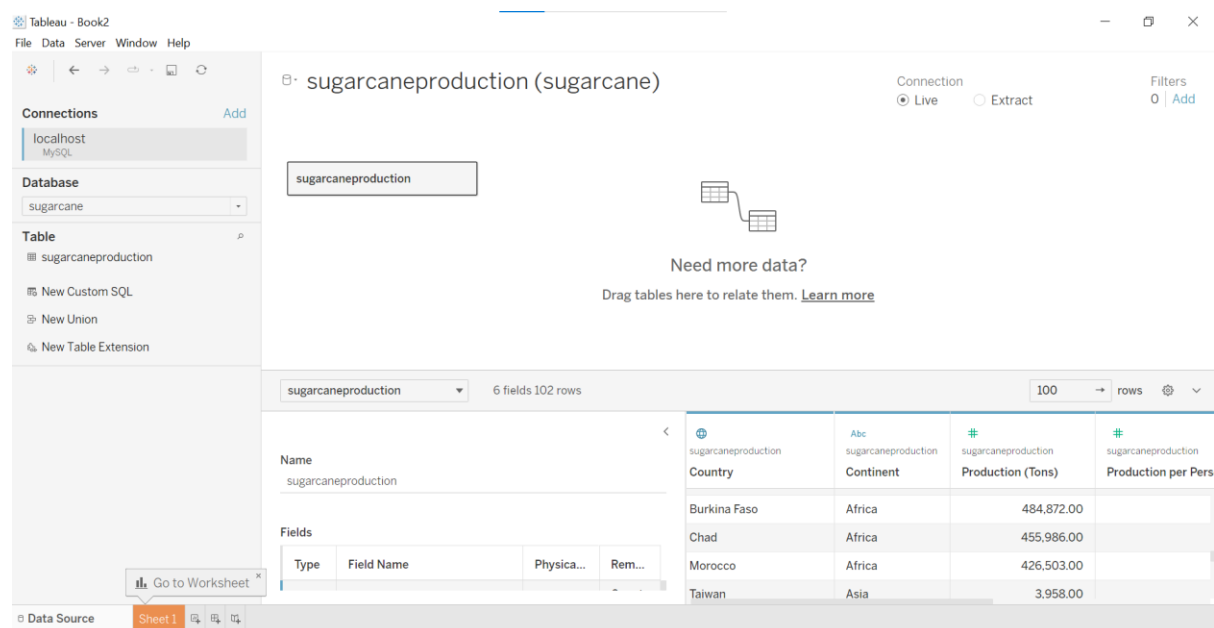 Tableau - Book2
File Data Server Window Help
Connections Add
localhost
MySQL
Database
sugarcane
Table
sugarcaneproduction
New Custom SQL
New Union
New Table Extension
sugarcaneproduction (sugarcane)
Connection
Live Extract
Filters
0 Add
sugarcaneproduction
Need more data?
Drag tables here to relate them. Learn more
sugarcaneproduction 6 fields 102 rows 100 rows
Name
sugarcaneproduction
Fields
Type Field Name Physica... Rem...
Abc # #
sugarcaneproduction sugarcaneproduction sugarcaneproduction sugarcaneproduction
Country Continent Production (Tons) Production per Pers
Burkina Faso Africa 484,872.00
Chad Africa 455,986.00
Morocco Africa 426,503.00
Taiwan Asia 3,958.00
Go to Worksheet
Data Source Sheet 1